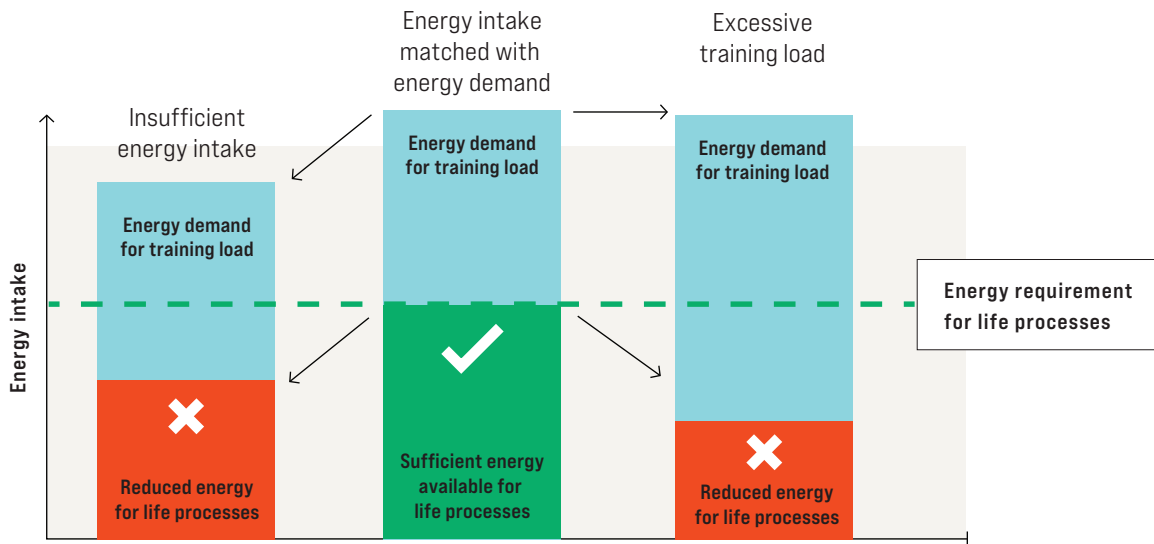 Insufficient
energy intake
Energy intake
matched with
energy demand
Excessive
training load
Energy intake
Energy demand
for training load
Energy demand
for training load
Energy demand
for training load
Energy requirement
for life processes
Reduced energy
for life processes
Sufficient energy
available for
life processes
Reduced energy
for life processes